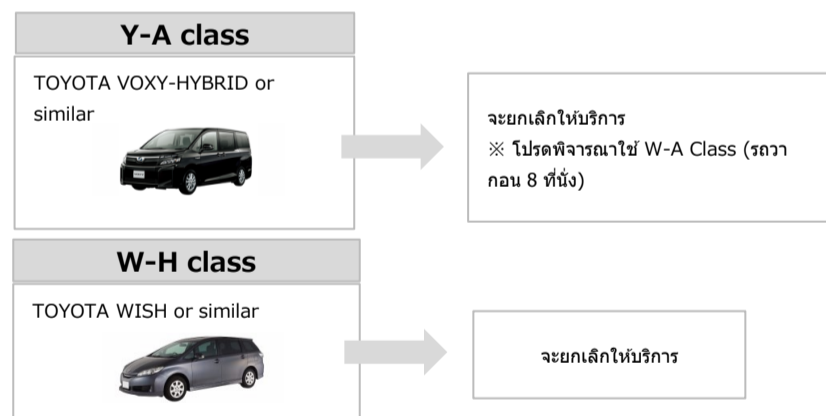 Y-A class
TOYOTA VOXY-HYBRID or
similar
จะยกเลิกให้บริการ
※ โปรดพิจารณาใช้ W-A Class (รถวา
กอน 8 ที่นั่ง)
W-H class
TOYOTA WISH or similar
จะยกเลิกให้บริการ